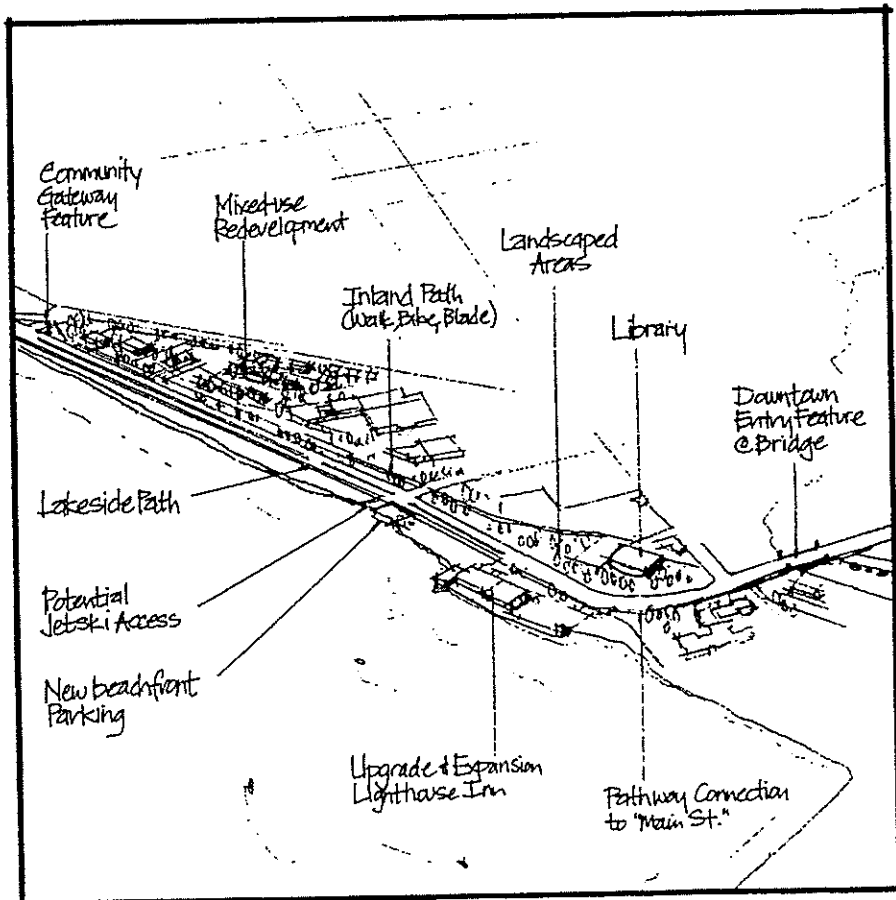 Community
Gateway
Feature
Mixed-use
Redevelopment
Inland Path
(Walk, Bike, Blade)
Landscaped
Areas
Library
Downtown
Entry Feature
@ Bridge
Lakeside Path
Potential
Jetski Access
New beachfront
Parking
Upgrade & Expansion
Lighthouse Inn
Pathway Connection
to "Main St."